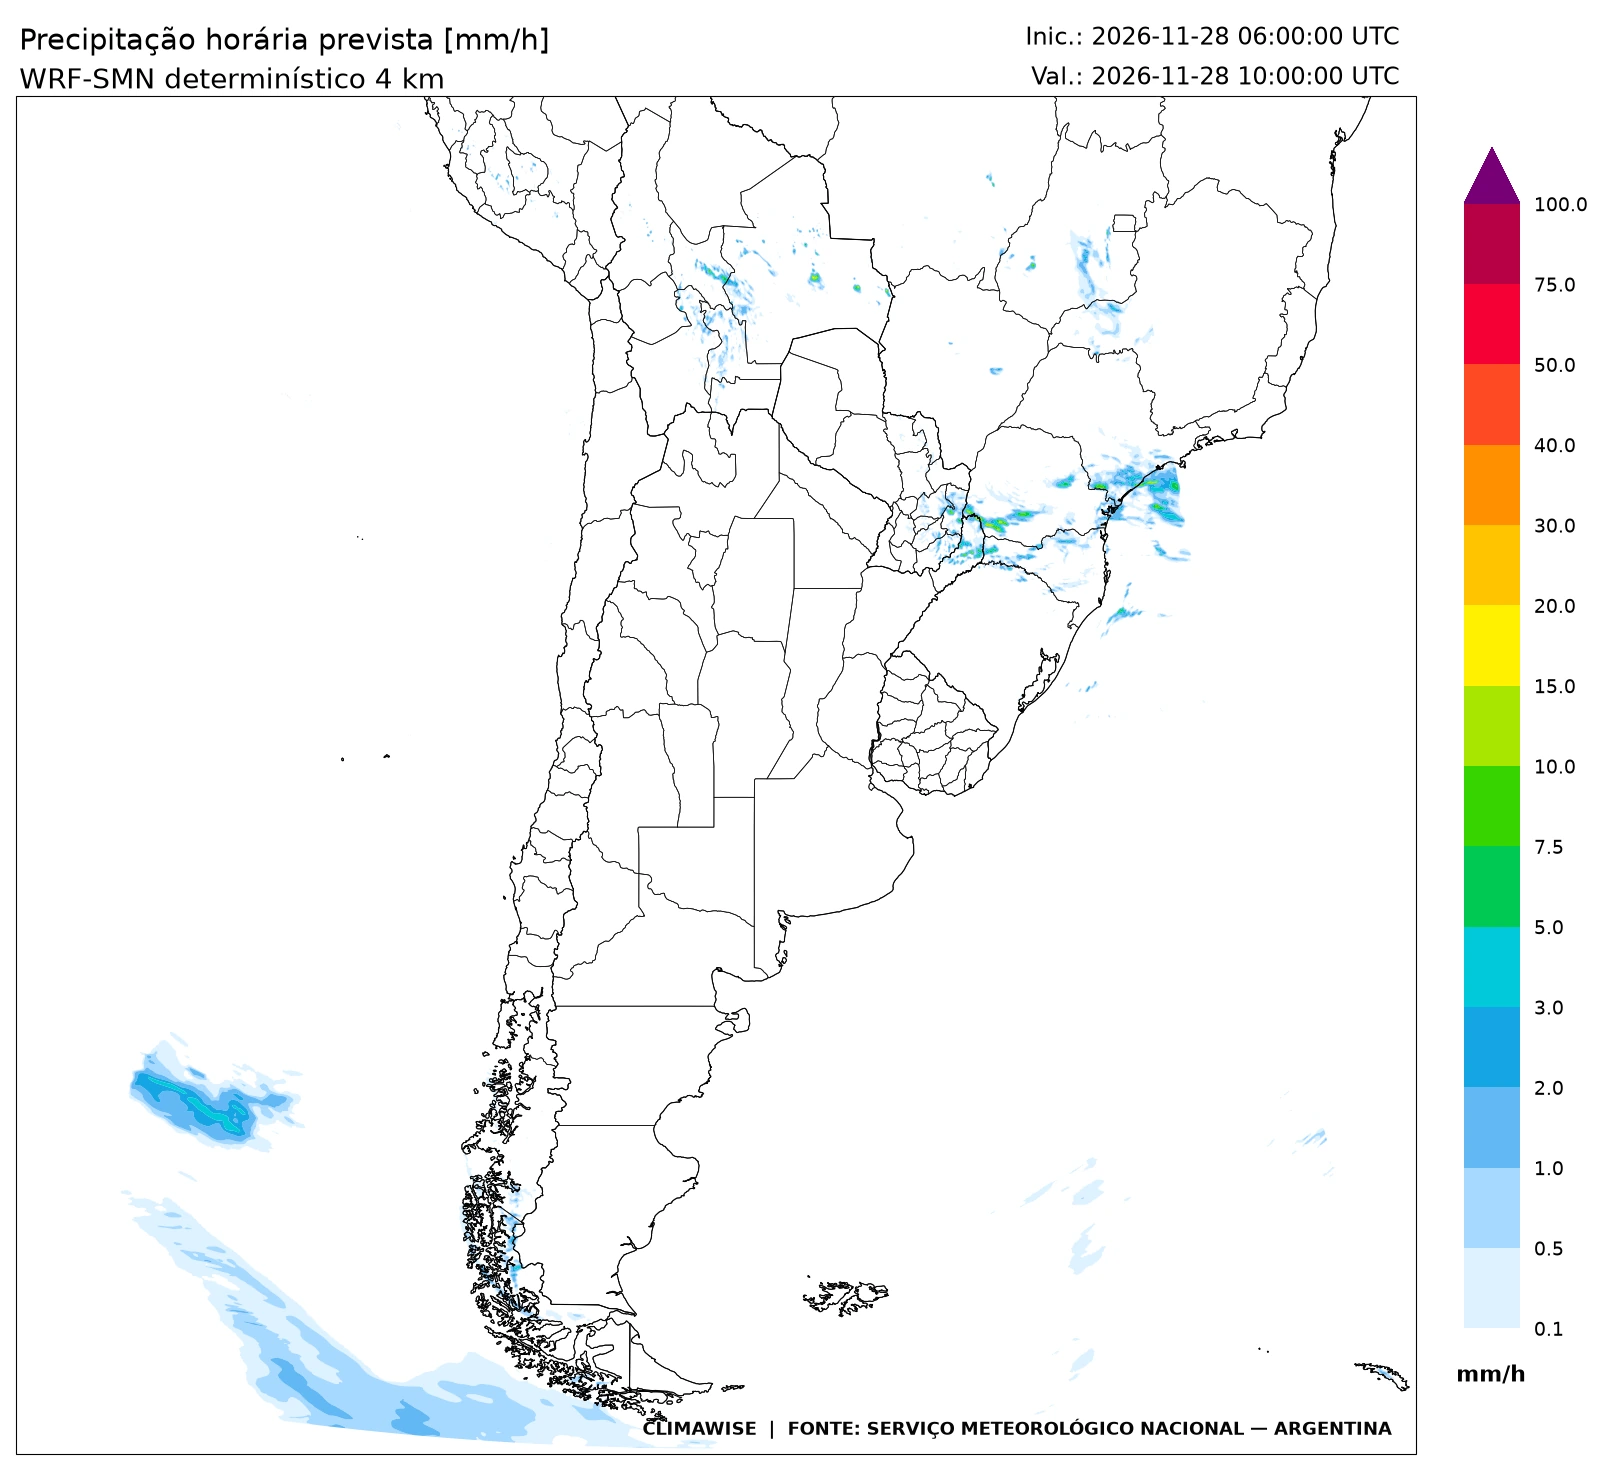 Precipitação horária prevista [mm/h]
WRF-SMN determinístico 4 km
Inic.: 2026-11-28 06:00:00 UTC
Val.: 2026-11-28 10:00:00 UTC
100.0
75.0
50.0
40.0
30.0
20.0
15.0
10.0
7.5
5.0
3.0
2.0
1.0
0.5
0.1
mm/h
CLIMAWISE | FONTE: SERVIÇO METEOROLÓGICO NACIONAL — ARGENTINA